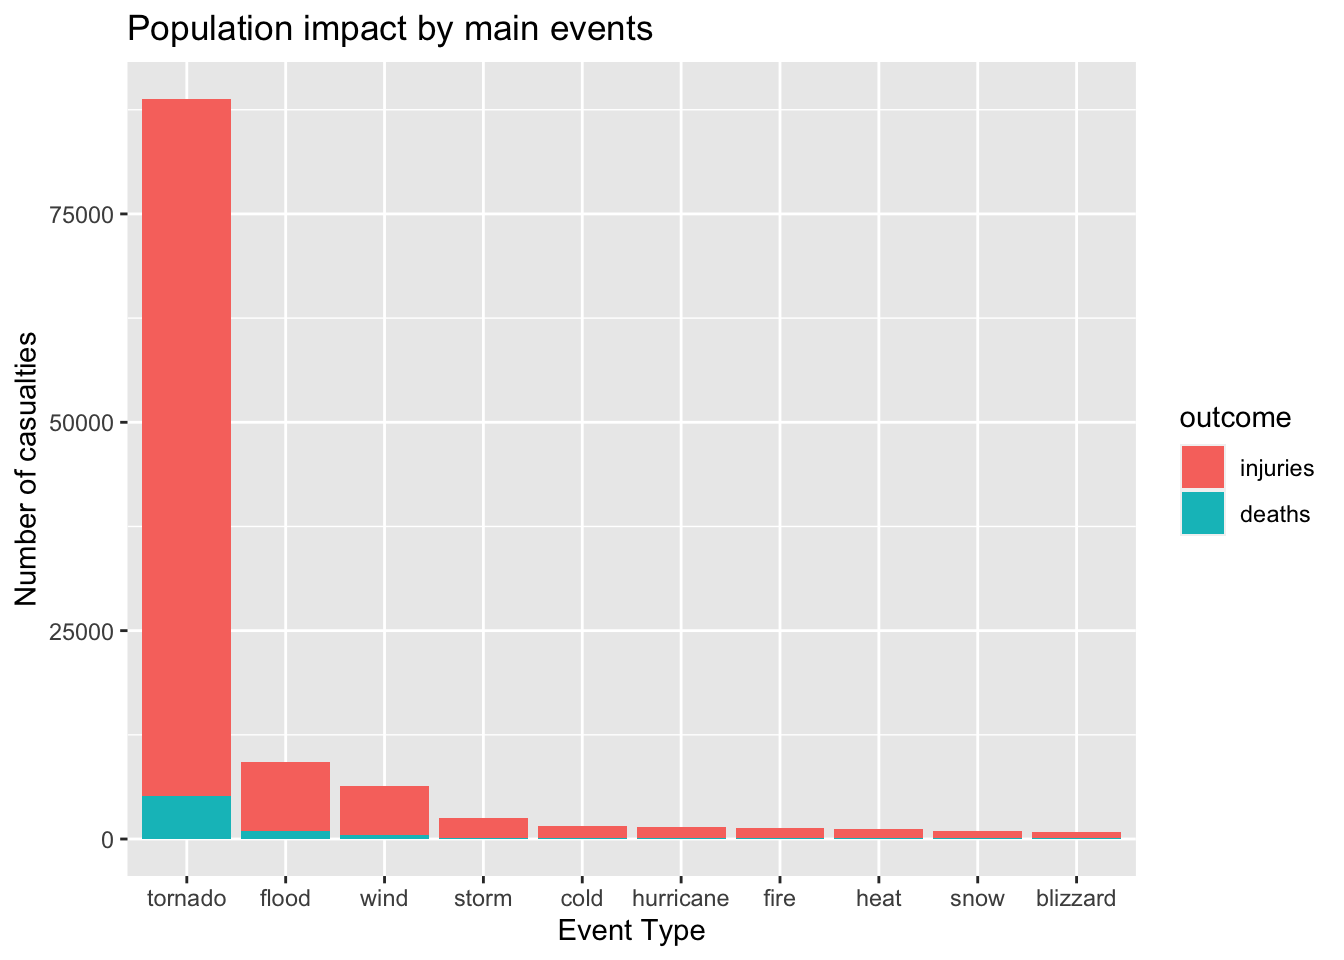 Population impact by main events
Number of casualties
75000
50000
25000
0
tornado flood wind storm cold hurricane fire heat snow blizzard
Event Type
outcome
injuries
deaths